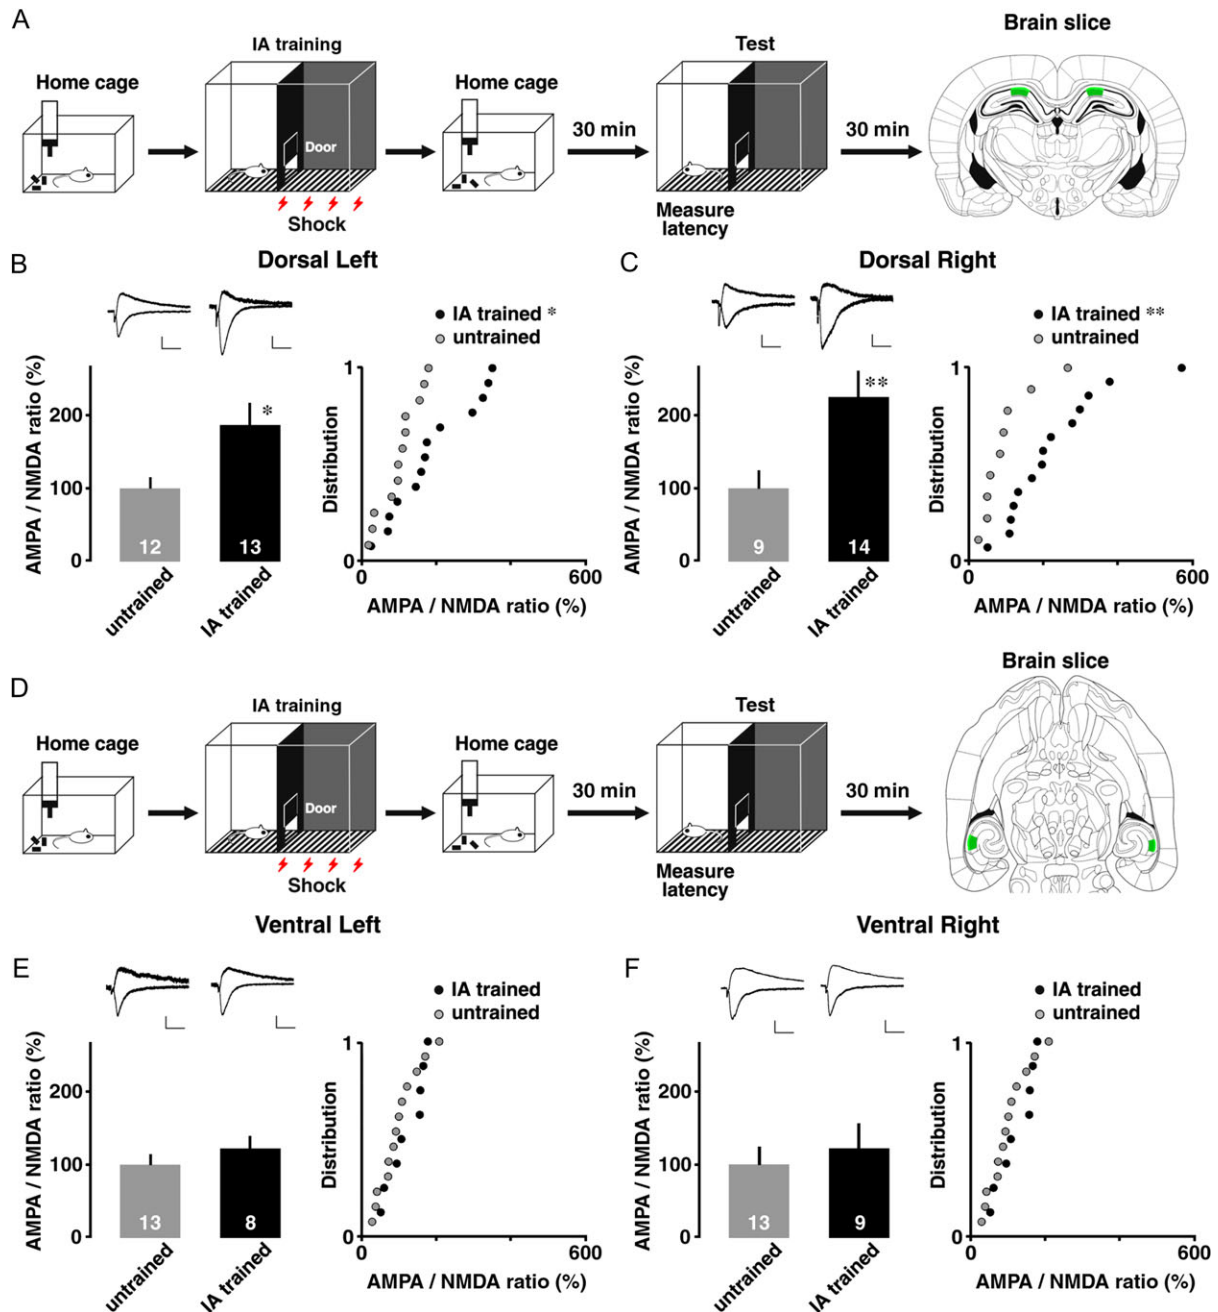 A
IA training
Test
Brain slice
Home cage
Home cage
Door
30 min
30 min
Shock
Measure
latency
B
Dorsal Left
C
Dorsal Right
IA trained *
untrained
IA trained **
untrained
AMPA / NMDA ratio (%)
200
100
0
*
12
13
untrained
IA trained
Distribution
1
0
0
600
AMPA / NMDA ratio (%)
AMPA / NMDA ratio (%)
200
100
0
**
9
14
untrained
IA trained
Distribution
1
0
0
600
AMPA / NMDA ratio (%)
D
IA training
Test
Brain slice
Home cage
Home cage
Door
30 min
30 min
Shock
Measure
latency
Ventral Left
Ventral Right
E
IA trained
untrained
F
IA trained
untrained
AMPA / NMDA ratio (%)
200
100
0
13
8
untrained
IA trained
Distribution
1
0
0
600
AMPA / NMDA ratio (%)
AMPA / NMDA ratio (%)
200
100
0
13
9
untrained
IA trained
Distribution
1
0
0
600
AMPA / NMDA ratio (%)